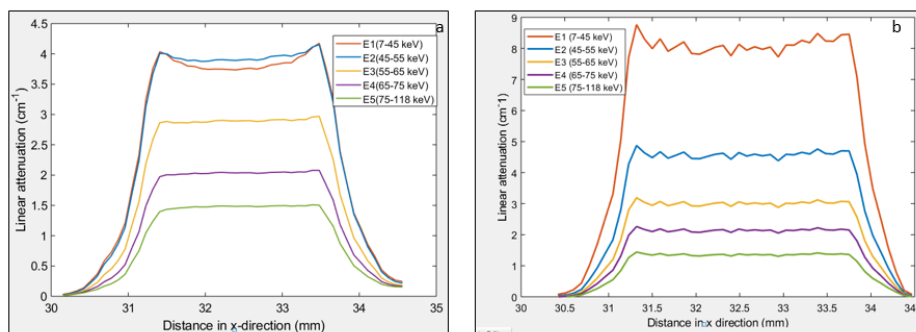 a
4.5
4
3.5
3
2.5
2
1.5
1
0.5
0
Linear attenuation (cm⁻¹)
E1(7-45 keV)
E2(45-55 keV)
E3(55-65 keV)
E4(65-75 keV)
E5(75-118 keV)
30 31 32 33 34 35
Distance in x-direction (mm)
b
9
8
7
6
5
4
3
2
1
0
Linear attenuation (cm⁻1)
E1 (7-45 keV)
E2 (45-55 keV)
E3 (55-65 keV)
E4 (65-75 keV)
E5 (75-118 keV)
30 30.5 31 31.5 32 32.5 33 33.5 34
Distance in x direction (mm)